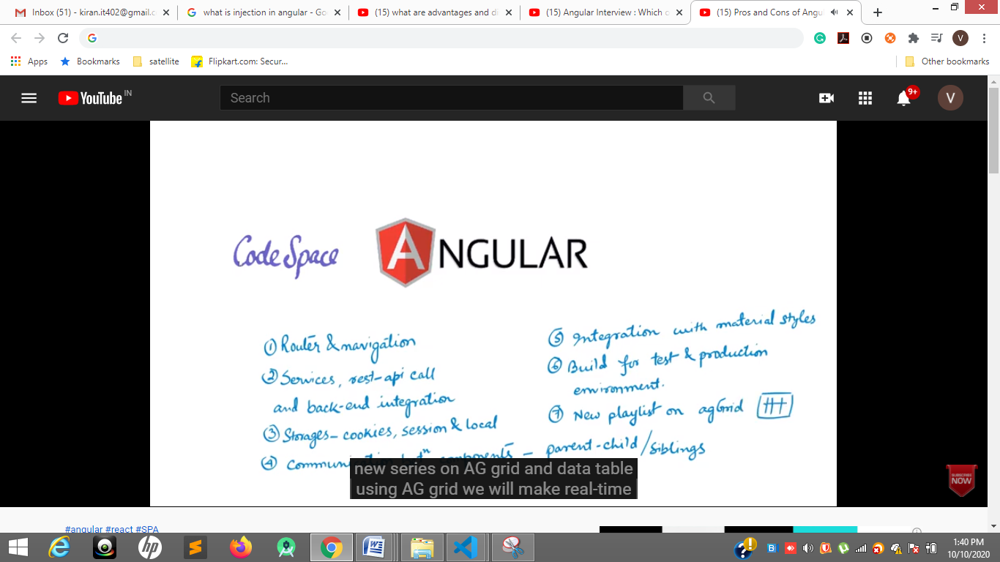 Inbox (51) - kiran.it402@gmail.c
what is injection in angular - Go
(15) what are advantages and di
(15) Angular Interview : Which o
(15) Pros and Cons of Angu
V
Apps
Bookmarks
satellite
Flipkart.com: Secur...
Other bookmarks
YouTube IN
Search
9+
V
Code Space
ANGULAR
① Router & navigation
② Services, rest-api call
and back-end integration
③ Storages – cookies, session & local
④ components – parent-child/siblings
⑤ Integration with material styles
⑥ Build for test & production
environment.
⑦ New playlist on agGrid
new series on AG grid and data table
using AG grid we will make real-time
SUBSCRIBE
NOW
#angular #react #SPA
1:40 PM
10/10/2020